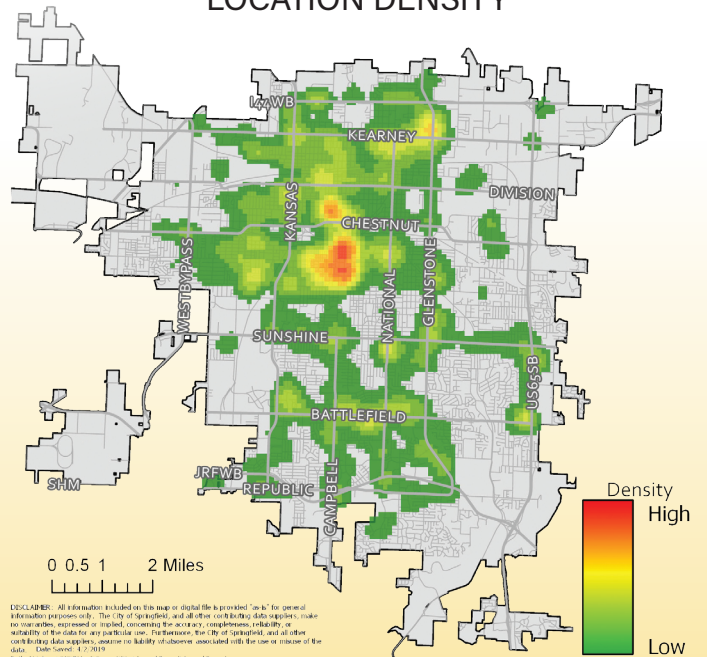 LOCATION DENSITY
I44WB
KEARNEY
DIVISION
KANSAS
CHESTNUT
WESTBYPASS
NATIONAL
GLENSTONE
SUNSHINE
US65SB
BATTLEFIELD
JRFWB
REPUBLIC
SHM
CAMPBELL
Density
High
Low
0 0.5 1 2 Miles
DISCLAIMER: All information included on this map or digital file is provided "as-is" for general
information purposes only. The City of Springfield, and all other contributing data suppliers, make
no warranties, expressed or implied, concerning the accuracy, completeness, reliability, or
suitability of the data for any particular use. Furthermore, the City of Springfield, and all other
contributing data suppliers, assume no liability whatsoever associated with the use or misuse of the
data. Date Saved: 4.2.2019